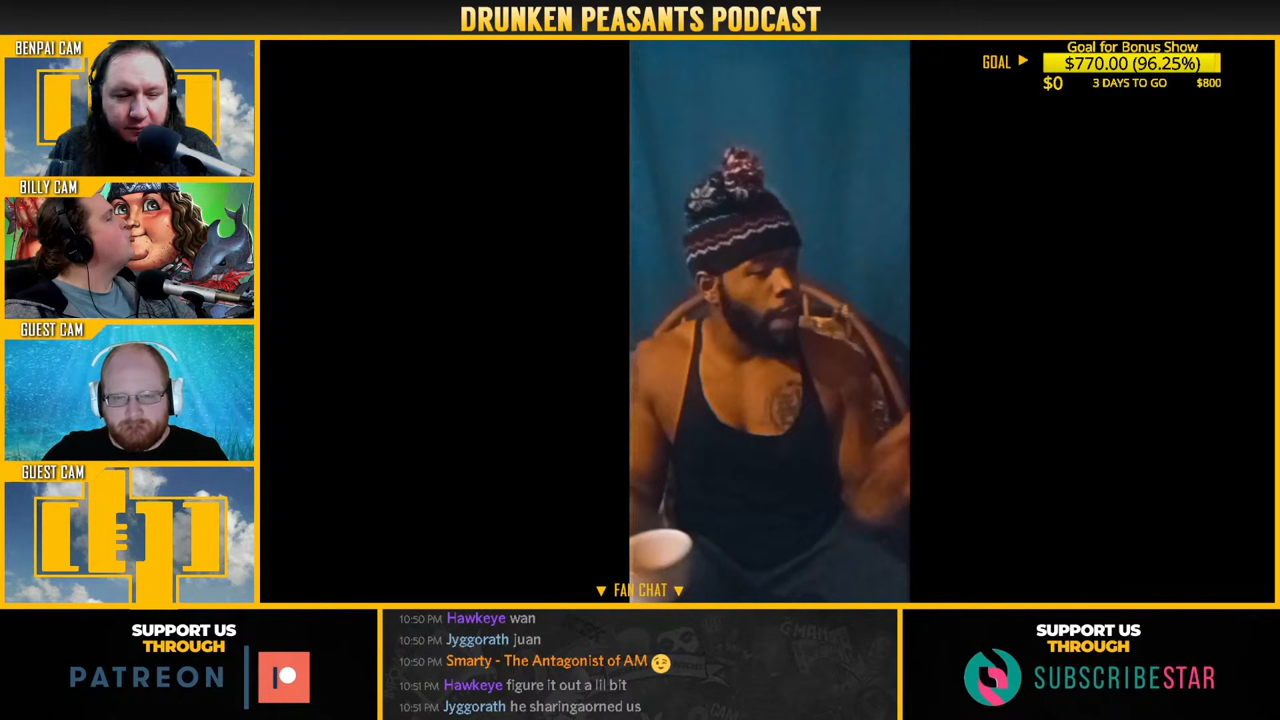 DRUNKEN PEASANTS PODCAST
BENPAI CAM
BILLY CAM
GUEST CAM
GUEST CAM
GOAL
Goal for Bonus Show
$770.00 (96.25%)
$0 3 DAYS TO GO $800
FAN CHAT
10:50 PM Hawkeye wan
10:50 PM Jyggorath juan
10:50 PM Smarty - The Antagonist of AM 😉
10:51 PM Hawkeye figure it out a lil bit
10:51 PM Jyggorath he sharingaorned us
SUPPORT US
THROUGH
PATREON
SUPPORT US
THROUGH
SUBSCRIBESTAR